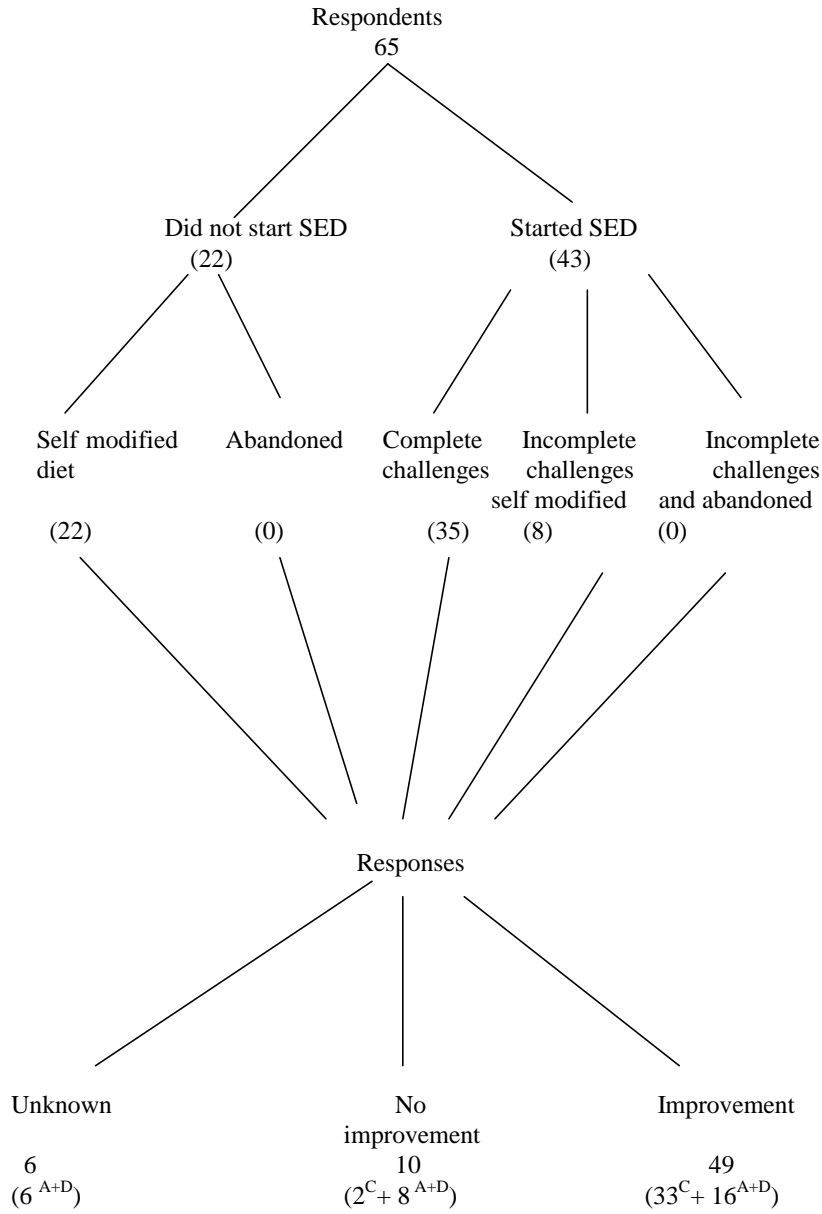 Respondents
65
Did not start SED
(22)
Started SED
(43)
Self modified
diet
(22)
Abandoned
(0)
Complete
challenges
(35)
Incomplete
challenges
self modified
(8)
Incomplete
challenges
and abandoned
(0)
Responses
Unknown
6
(6 A+D)
No
improvement
10
(2C+ 8 A+D)
Improvement
49
(33C+ 16A+D)